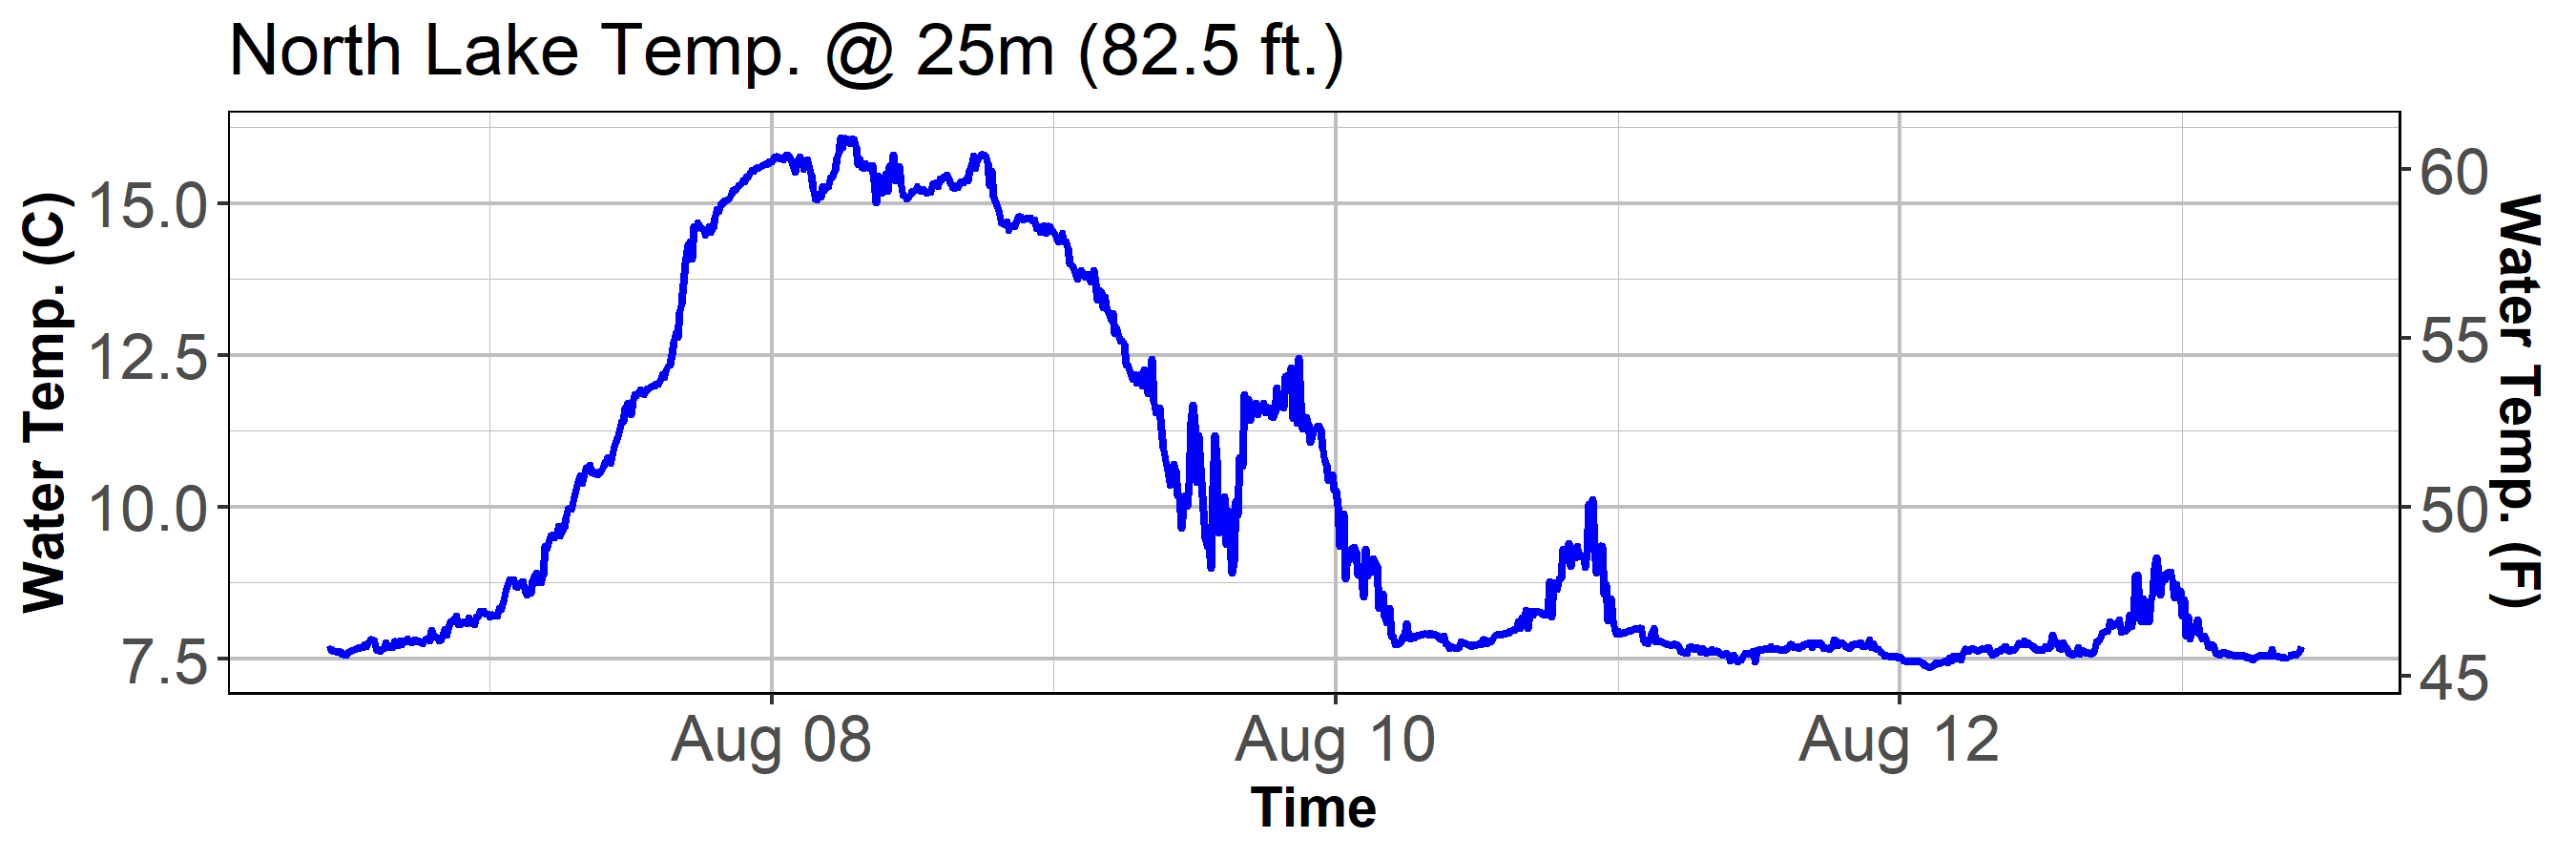 North Lake Temp. @ 25m (82.5 ft.)
Water Temp. (C)
15.0
12.5
10.0
7.5
60
55
50
45
Water Temp. (F)
Aug 08
Aug 10
Aug 12
Time